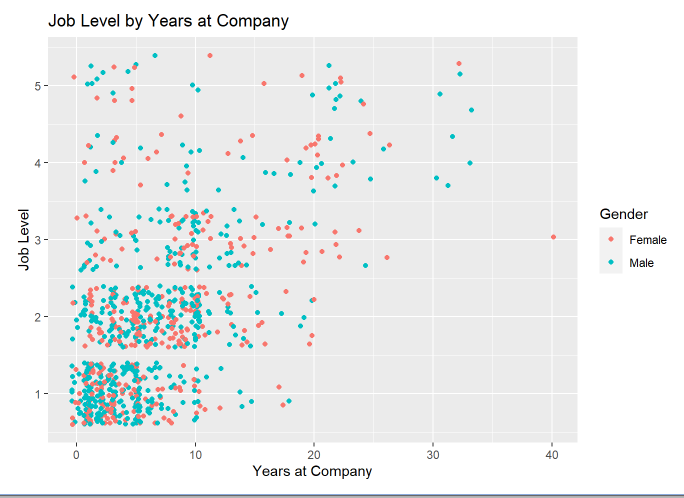 Job Level by Years at Company
5
4
3
2
1
Job Level
0
10
20
30
40
Years at Company
Gender
Female
Male